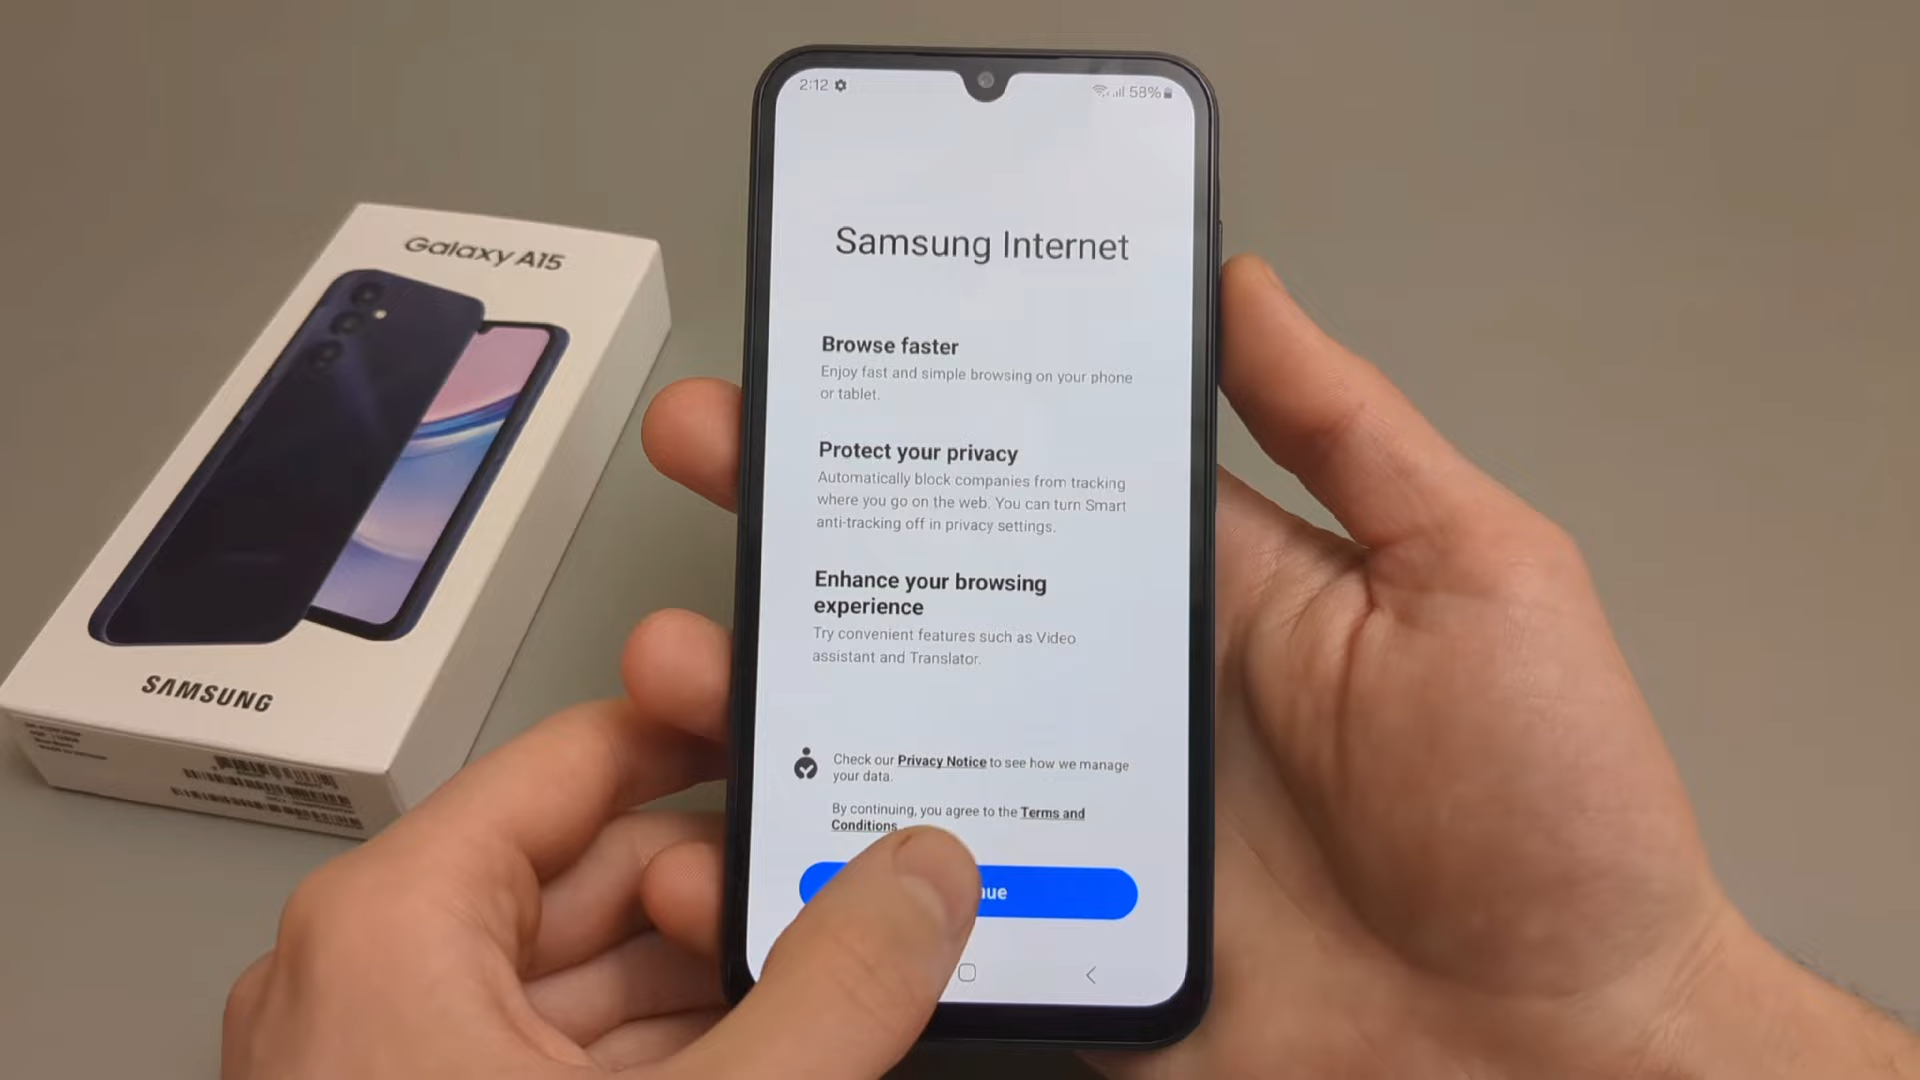 Galaxy A15
SAMSUNG
2:12
58%
Samsung Internet
Browse faster
Enjoy fast and simple browsing on your phone
or tablet.
Protect your privacy
Automatically block companies from tracking
where you go on the web. You can turn Smart
anti-tracking off in privacy settings.
Enhance your browsing
experience
Try convenient features such as Video
assistant and Translator.
Check our Privacy Notice to see how we manage
your data.
By continuing, you agree to the Terms and
Conditions.
nue